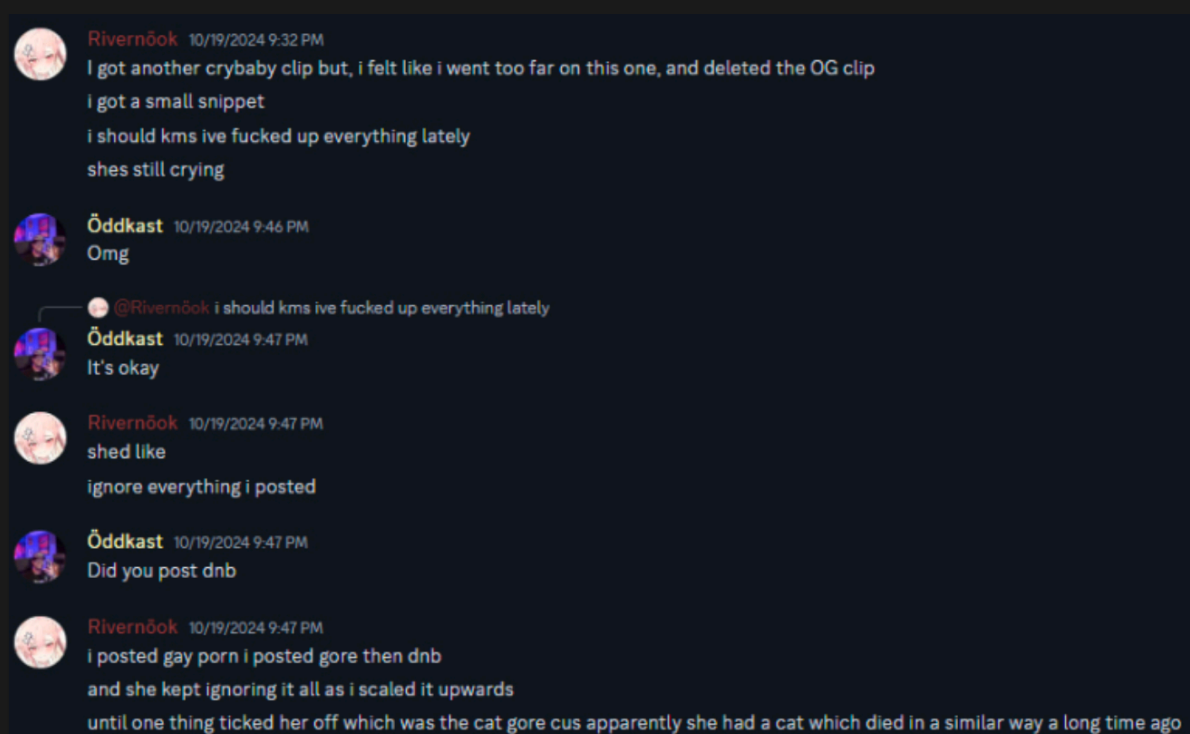 Rivernöok 10/19/2024 9:32 PM
I got another crybaby clip but, i felt like i went too far on this one, and deleted the OG clip
i got a small snippet
i should kms ive fucked up everything lately
shes still crying
Öddkast 10/19/2024 9:46 PM
Omg
@Rivernöok i should kms ive fucked up everything lately
Öddkast 10/19/2024 9:47 PM
It's okay
Rivernöok 10/19/2024 9:47 PM
shed like
ignore everything i posted
Öddkast 10/19/2024 9:47 PM
Did you post dnb
Rivernöok 10/19/2024 9:47 PM
i posted gay porn i posted gore then dnb
and she kept ignoring it all as i scaled it upwards
until one thing ticked her off which was the cat gore cus apparently she had a cat which died in a similar way a long time ago